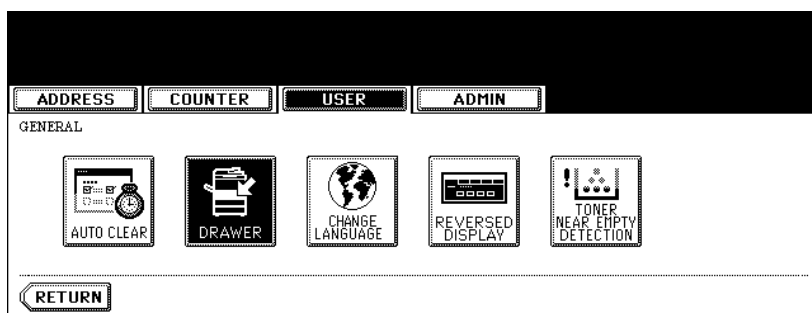 ADDRESS COUNTER USER ADMIN
GENERAL
AUTO CLEAR
DRAWER
CHANGE
LANGUAGE
REVERSED
DISPLAY
TONER
NEAR EMPTY
DETECTION
RETURN